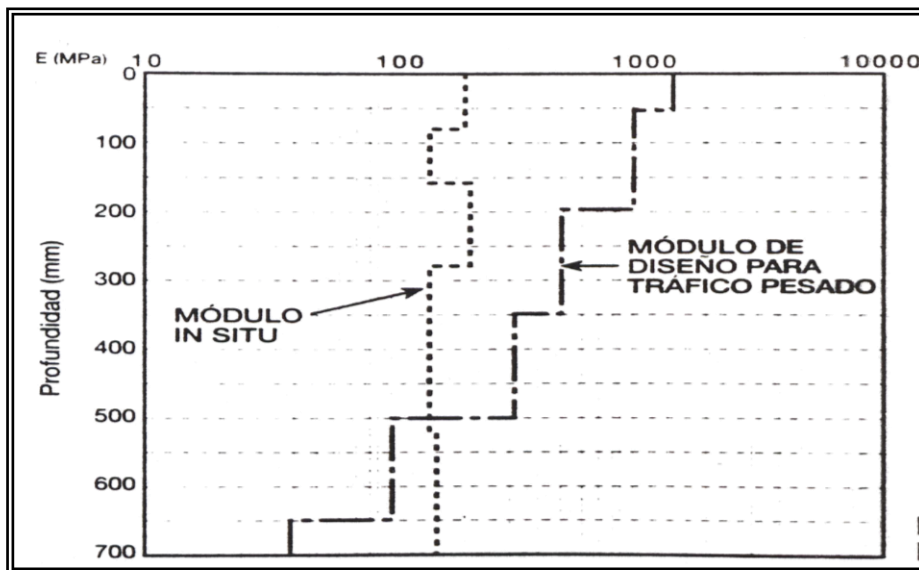 E (MPa) 10 100 1000 10000
0
100
200
300
400
500
600
700
Profundidad (mm)
MÓDULO DE
DISEÑO PARA
TRÁFICO PESADO
MÓDULO
IN SITU